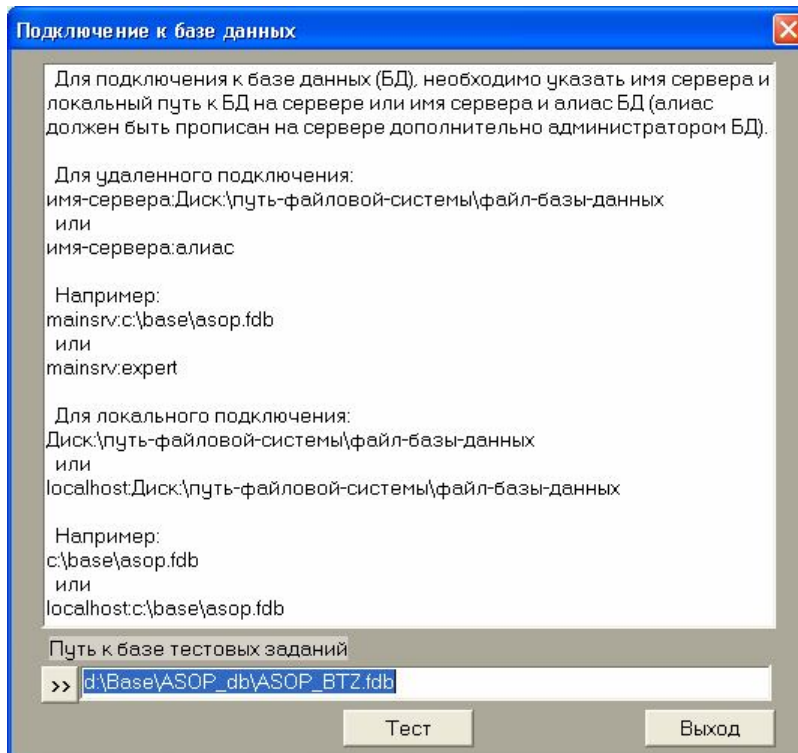 Подключение к базе данных
Для подключения к базе данных (БД), необходимо указать имя сервера и
локальный путь к БД на сервере или имя сервера и алиас БД (алиас
должен быть прописан на сервере дополнительно администратором БД).
Для удаленного подключения:
имя-сервера:Диск:\путь-файловой-системы\файл-базы-данных
или
имя-сервера:алиас
Например:
mainsrv:c:\base\asop.fdb
или
mainsrv:expert
Для локального подключения:
Диск:\путь-файловой-системы\файл-базы-данных
или
localhost:Диск:\путь-файловой-системы\файл-базы-данных
Например:
c:\base\asop.fdb
или
localhost:c:\base\asop.fdb
Путь к базе тестовых заданий
>> d:\Base\ASOP_db\ASOP_BTZ.fdb
Тест Выход